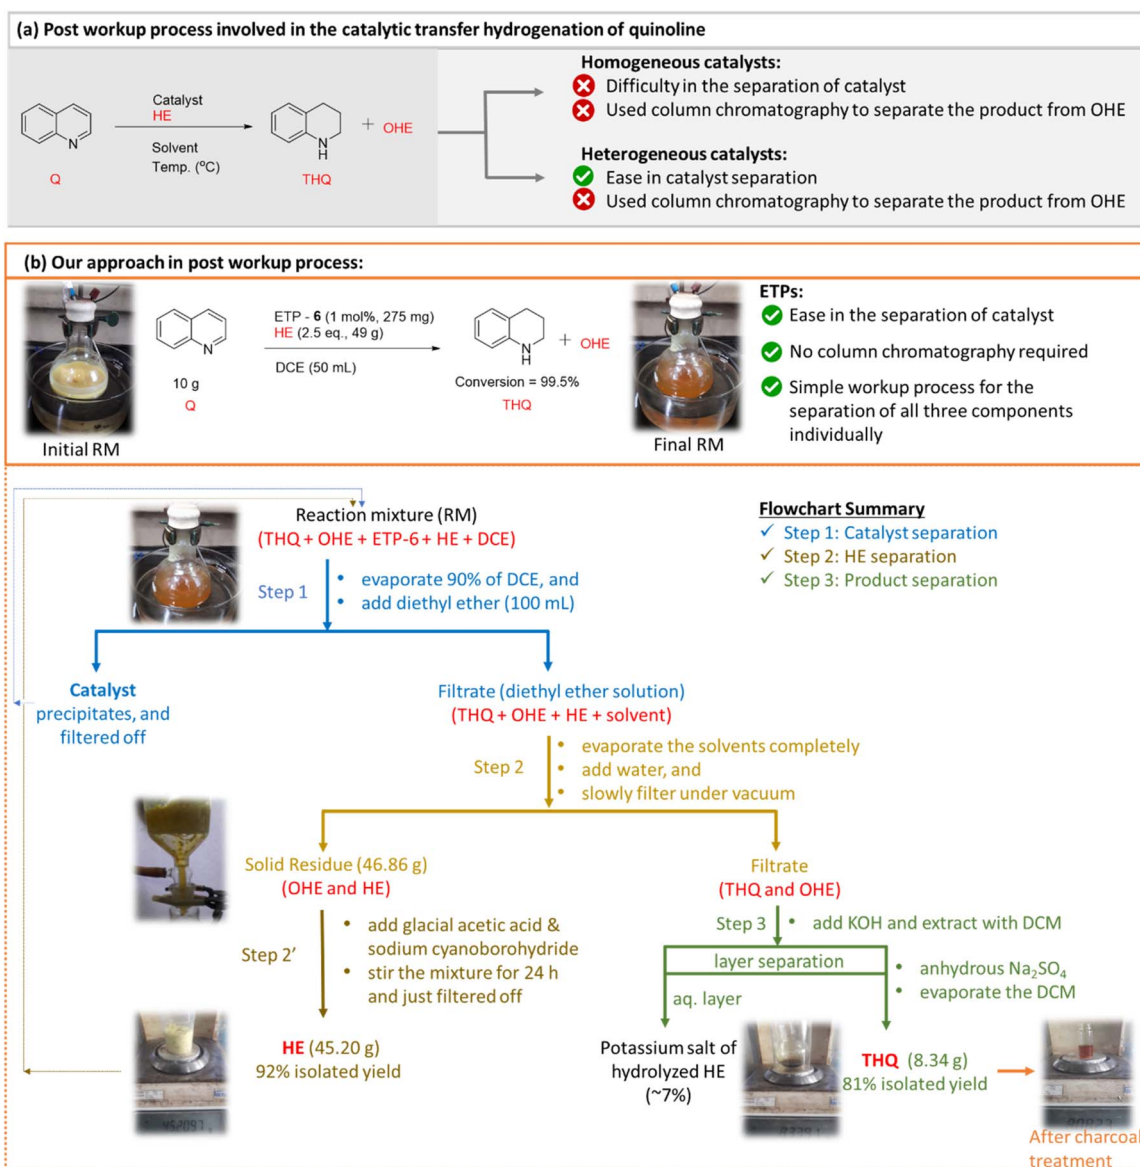 (a) Post workup process involved in the catalytic transfer hydrogenation of quinoline
N
Q
Catalyst
HE
Solvent
Temp. (ºC)
N
H
THQ
+ OHE
Homogeneous catalysts:
Difficulty in the separation of catalyst
Used column chromatography to separate the product from OHE
Heterogeneous catalysts:
Ease in catalyst separation
Used column chromatography to separate the product from OHE
(b) Our approach in post workup process:
Initial RM
N
10 g
Q
ETP - 6 (1 mol%, 275 mg)
HE (2.5 eq., 49 g)
DCE (50 mL)
N
H
+ OHE
Conversion = 99.5%
THQ
Final RM
ETPs:
Ease in the separation of catalyst
No column chromatography required
Simple workup process for the
separation of all three components
individually
Reaction mixture (RM)
(THQ + OHE + ETP-6 + HE + DCE)
Flowchart Summary
✓ Step 1: Catalyst separation
✓ Step 2: HE separation
✓ Step 3: Product separation
Step 1
• evaporate 90% of DCE, and
• add diethyl ether (100 mL)
Catalyst
precipitates, and
filtered off
Filtrate (diethyl ether solution)
(THQ + OHE + HE + solvent)
Step 2
• evaporate the solvents completely
• add water, and
• slowly filter under vacuum
Solid Residue (46.86 g)
(OHE and HE)
Filtrate
(THQ and OHE)
Step 2’
• add glacial acetic acid &
sodium cyanoborohydride
• stir the mixture for 24 h
and just filtered off
Step 3
• add KOH and extract with DCM
layer separation
aq. layer
• anhydrous Na₂SO₄
• evaporate the DCM
HE (45.20 g)
92% isolated yield
Potassium salt of
hydrolyzed HE
(~7%)
THQ (8.34 g)
81% isolated yield
After charcoal
treatment